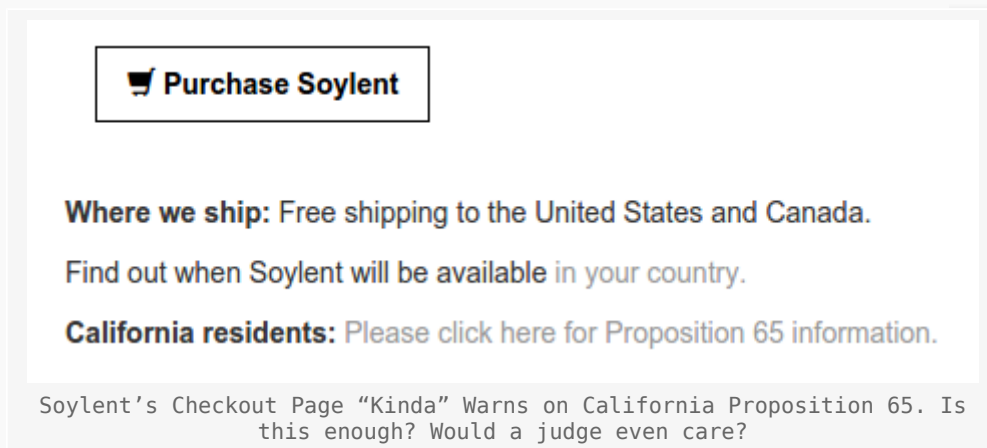 Purchase Soylent
Where we ship: Free shipping to the United States and Canada.
Find out when Soylent will be available in your country.
California residents: Please click here for Proposition 65 information.
Soylent’s Checkout Page “Kinda” Warns on California Proposition 65. Is
this enough? Would a judge even care?